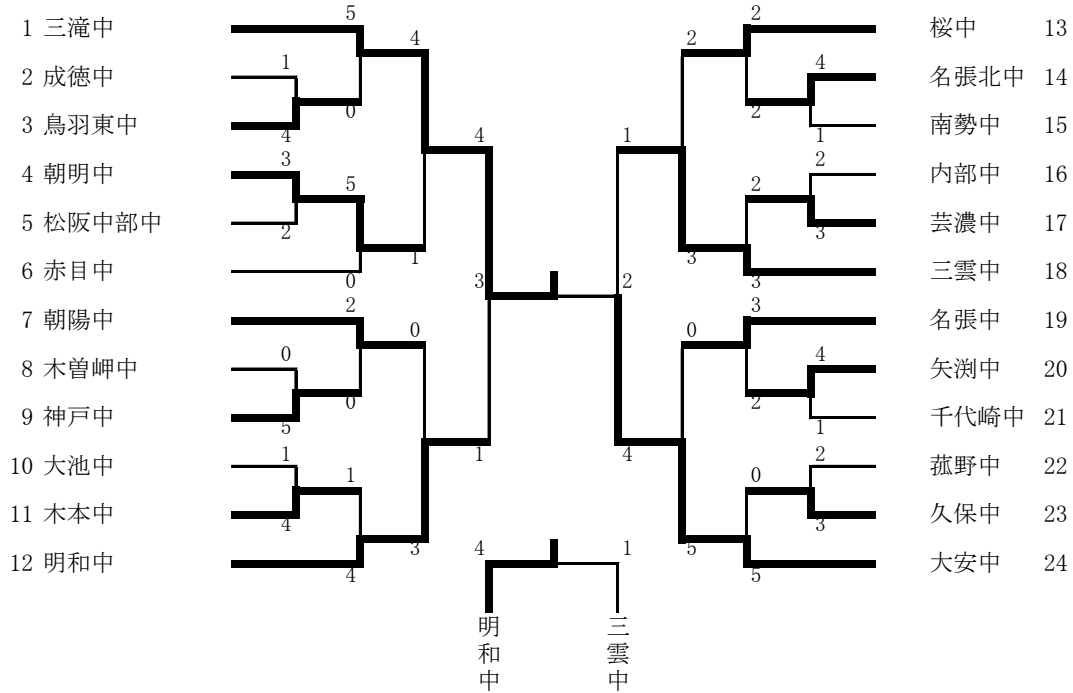 5
2
1 三滝中
桜中 13
4
2
2 成徳中
1
4
名張北中 14
0
2
3 鳥羽東中
4
4
1
1
南勢中 15
4 朝明中
3
5
2
2
内部中 16
5 松阪中部中
2
3
芸濃中 17
1
3
6 赤目中
0
3
2
3
三雲中 18
7 朝陽中
2
0
0
3
名張中 19
8 木曽岬中
0
4
矢渕中 20
0
2
9 神戸中
5
1
千代崎中 21
10 大池中
1
1
1
4
0
2
菰野中 22
11 木本中
4
3
久保中 23
3
4
1
5
12 明和中
4
5
大安中 24
明和中
三雲中